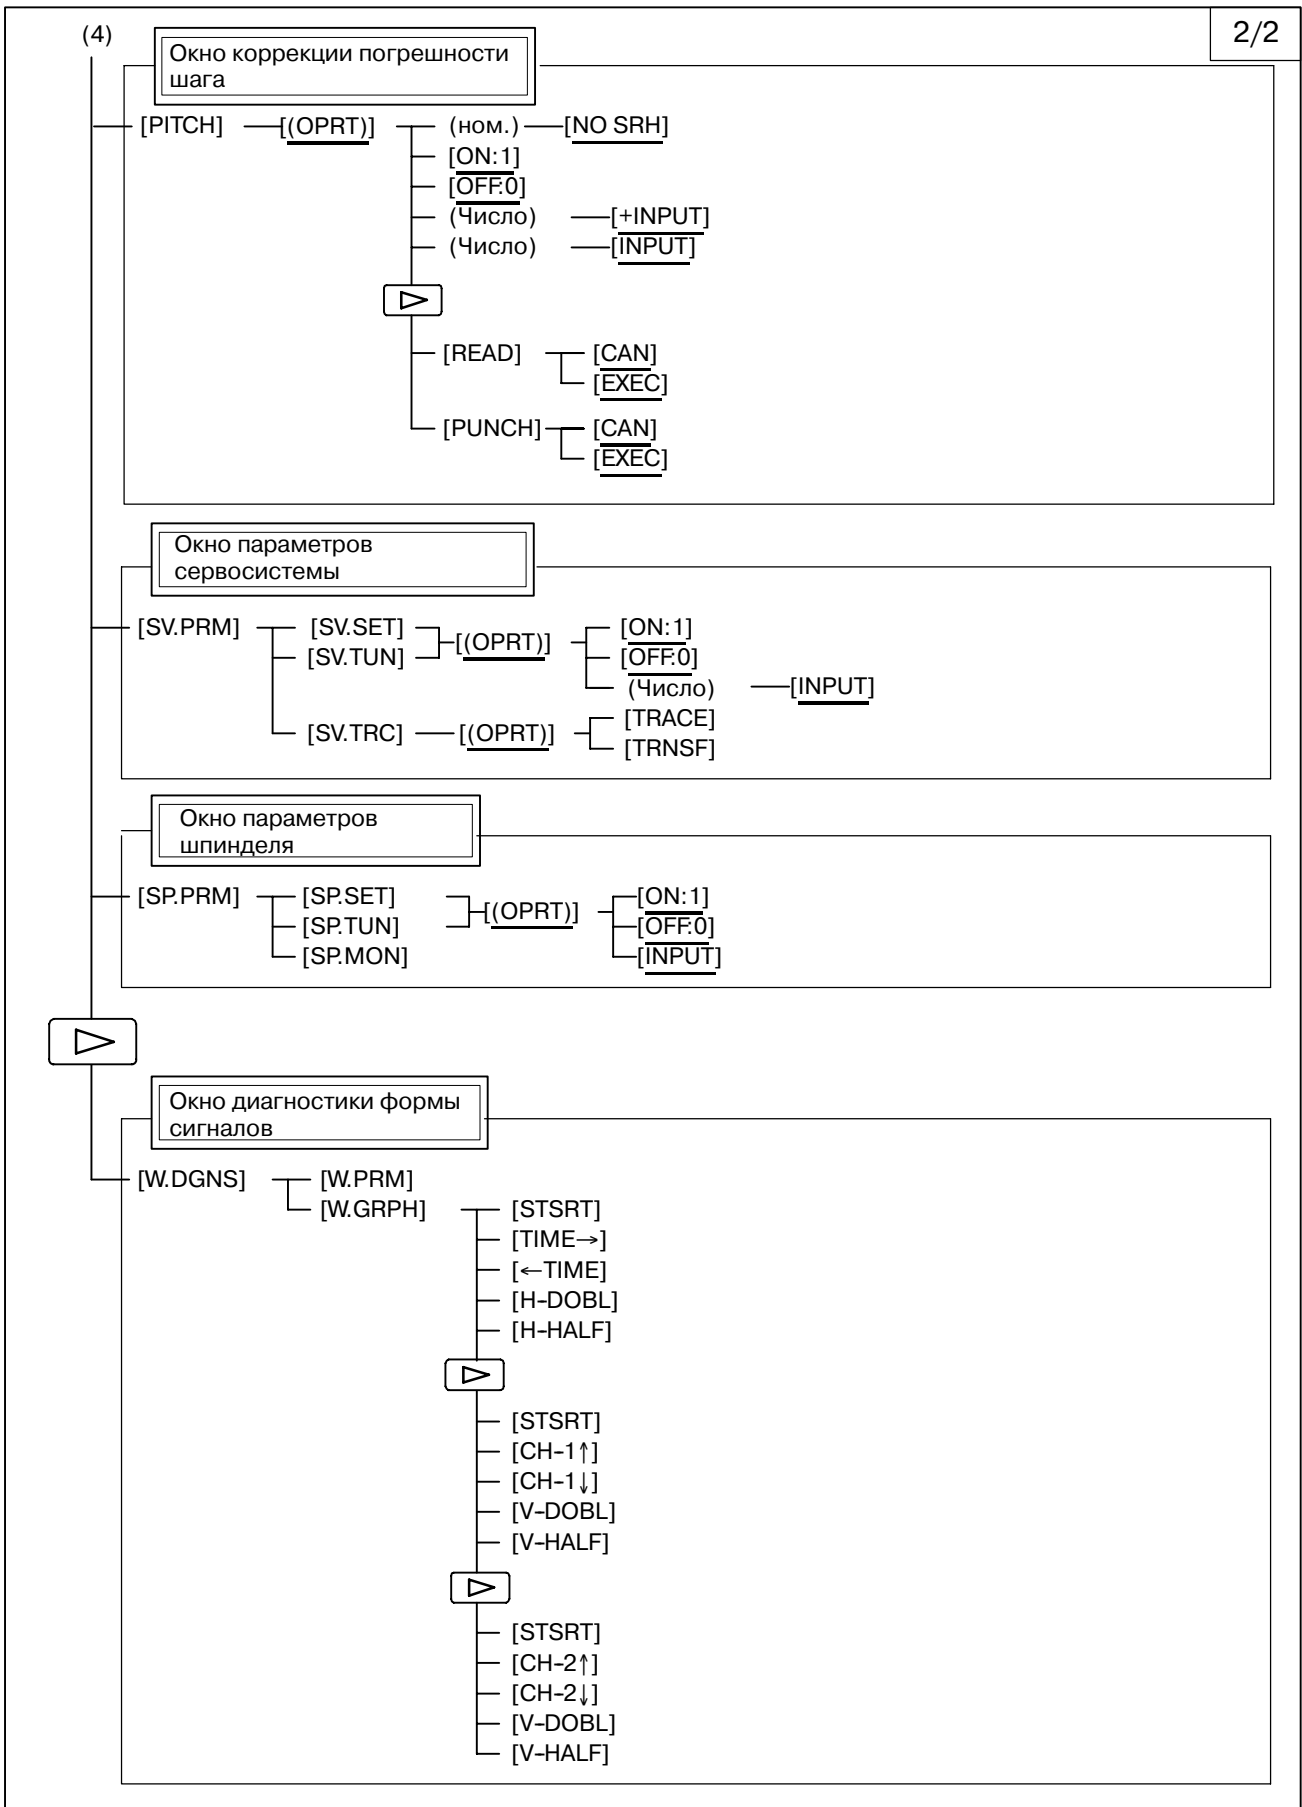 (4)
2/2
Окно коррекции погрешности
шага
[PITCH] [(OPRT)] (ном.) [NO SRH]
[ON:1]
[OFF:0]
(Число) [+INPUT]
(Число) [INPUT]
[READ] [CAN]
[EXEC]
[PUNCH] [CAN]
[EXEC]
Окно параметров
сервосистемы
[SV.PRM] [SV.SET] [(OPRT)] [ON:1]
[SV.TUN] [OFF:0]
(Число) [INPUT]
[SV.TRC] [(OPRT)] [TRACE]
[TRNSF]
Окно параметров
шпинделя
[SP.PRM] [SP.SET] [(OPRT)] [ON:1]
[SP.TUN] [OFF:0]
[SP.MON] [INPUT]
Окно диагностики формы
сигналов
[W.DGNS] [W.PRM]
[W.GRPH] [STSRT]
[TIME→]
[←TIME]
[H-DOBL]
[H-HALF]
[STSRT]
[CH-1↑]
[CH-1↓]
[V-DOBL]
[V-HALF]
[STSRT]
[CH-2↑]
[CH-2↓]
[V-DOBL]
[V-HALF]